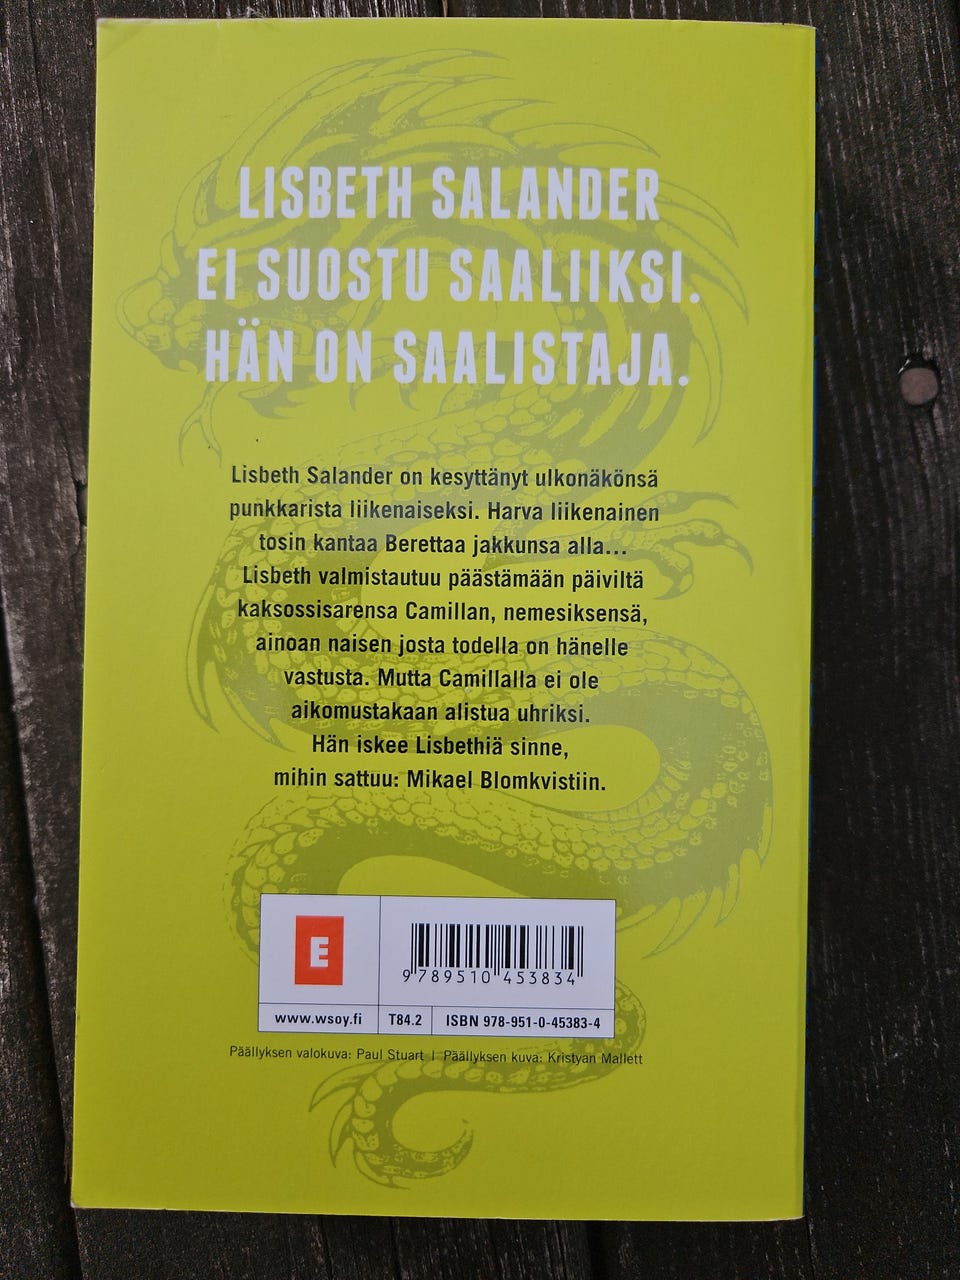 LISBETH SALANDER
EI SUOSTU SAALIIKSI.
HÄN ON SAALISTAJA.
Lisbeth Salander on kesyttänyt ulkonäkönsä
punkkarista liikenaiseksi. Harva liikenainen
tosin kantaa Berettaa jakkunsa alla...
Lisbeth valmistautuu päästämään päiviltä
kaksossisarensa Camillan, nemesiksensä,
ainoan naisen josta todella on hänelle
vastusta. Mutta Camillalla ei ole
aikomustakaan alistua uhriksi.
Hän iskee Lisbethiä sinne,
mihin sattuu: Mikael Blomkvistiin.
E
9 789510 453834
www.wsoy.fi T84.2 ISBN 978-951-0-45383-4
Päällyksen valokuva: Paul Stuart | Päällyksen kuva: Kristyan Mallett